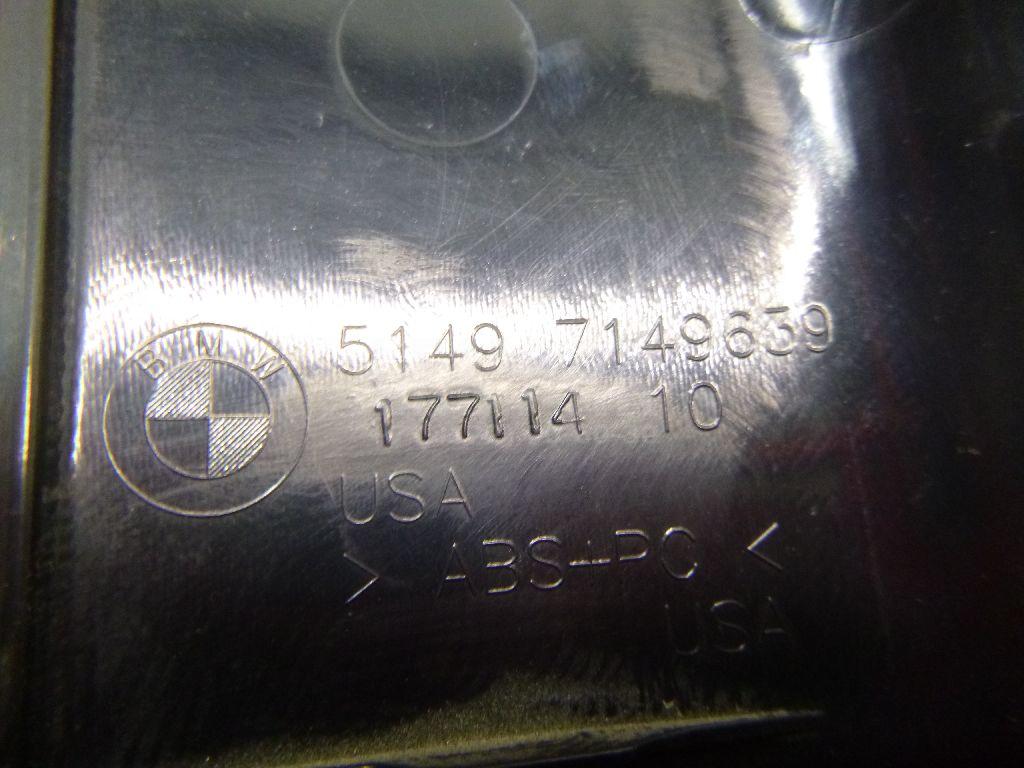 BMW
5149 7149639
177114 10
USA
> ABS+PC <
USA